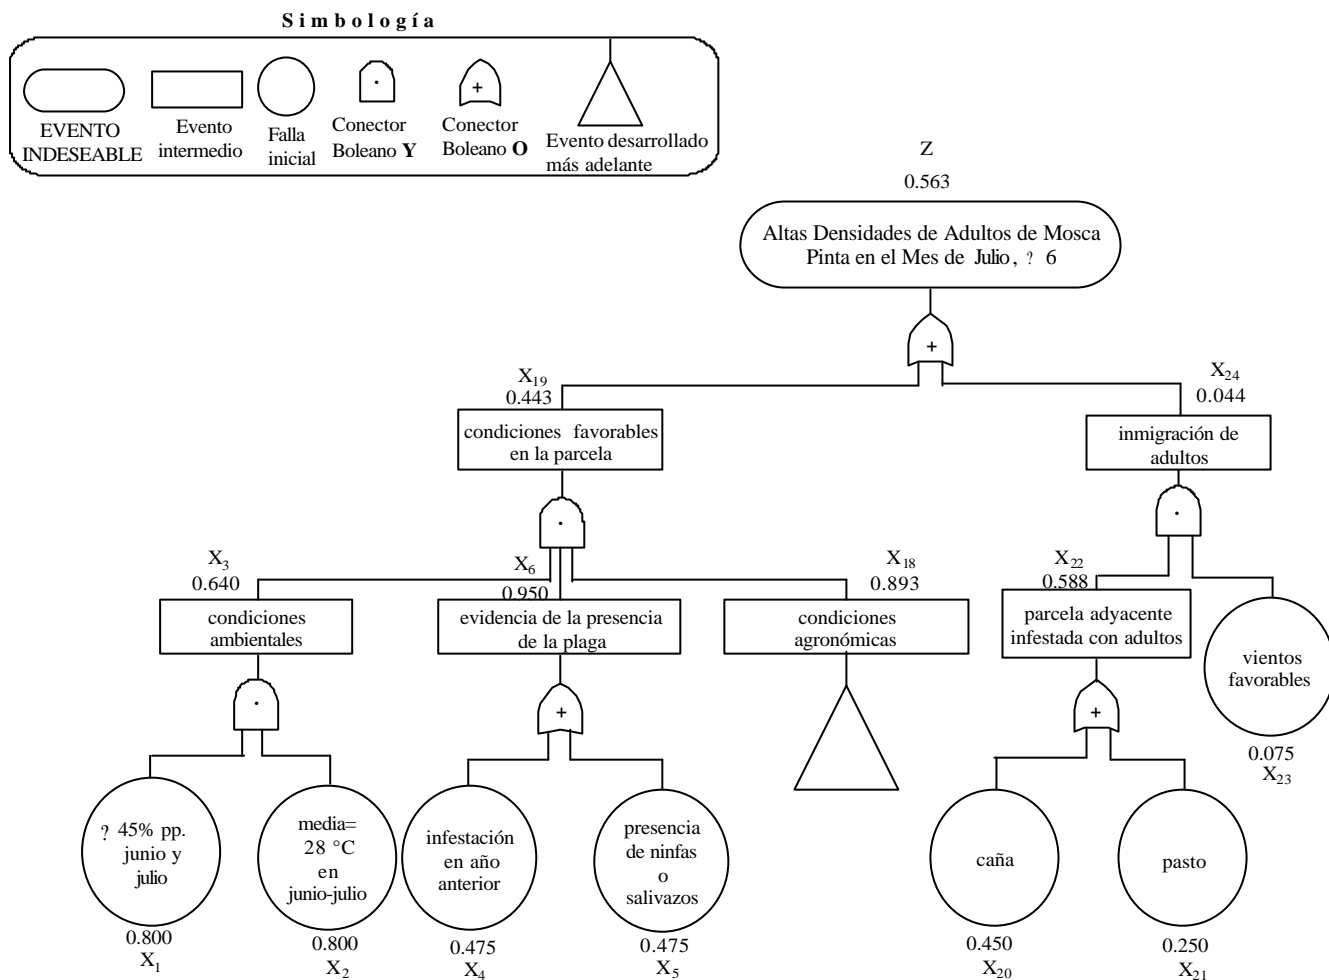 Simbología
EVENTO
INDESEABLE
Evento
intermedio
Falla
inicial
Conector
Boleano Y
Conector
Boleano O
Evento desarrollado
más adelante
Z
0.563
Altas Densidades de Adultos de Mosca
Pinta en el Mes de Julio, ? 6
+
X19
0.443
condiciones favorables
en la parcela
X24
0.044
inmigración de
adultos
X3
0.640
condiciones
ambientales
X6
0.950
evidencia de la presencia
de la plaga
X18
0.893
condiciones
agronómicas
X22
0.588
parcela adyacente
infestada con adultos
vientos
favorables
0.075
X23
+
+
? 45% pp.
junio y
julio
0.800
X1
media=
28 °C
en
junio-julio
0.800
X2
infestación
en año
anterior
0.475
X4
presencia
de ninfas
o
salivazos
0.475
X5
caña
0.450
X20
pasto
0.250
X21